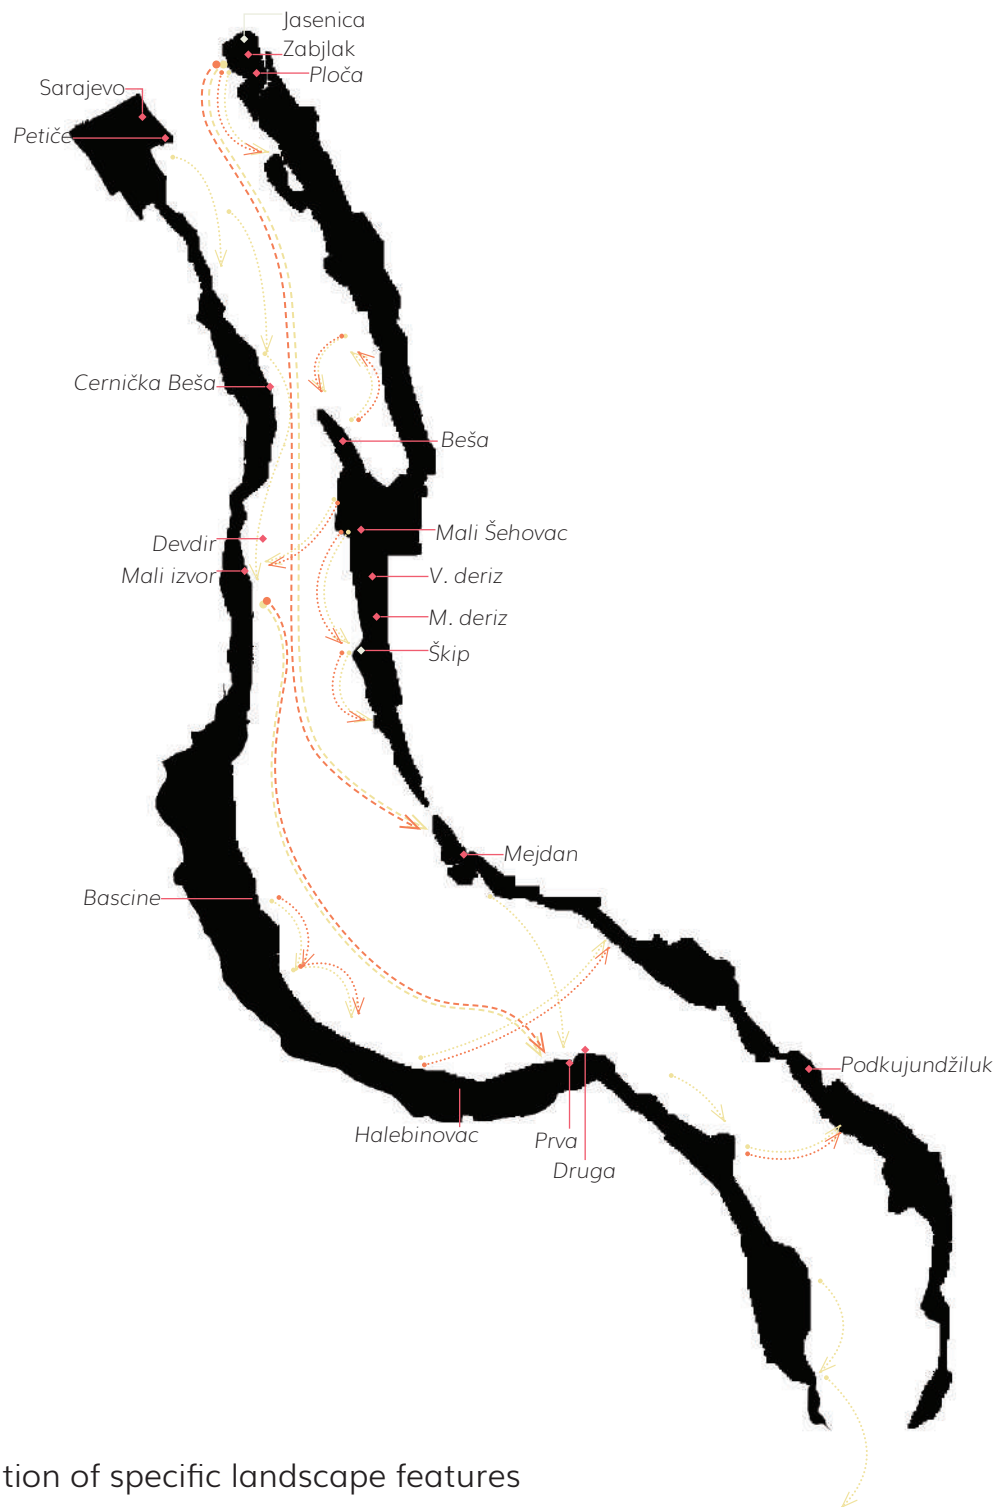 Jasenica
Zabjlak
Ploča
Sarajevo
Petiče
Cernička Beša
Beša
Mali Šehovac
Devdir
Mali izvor
V. deriz
M. deriz
Škip
Mejdan
Bascine
Podkujundžiluk
Halebinovac
Prva
Druga
tion of specific landscape features